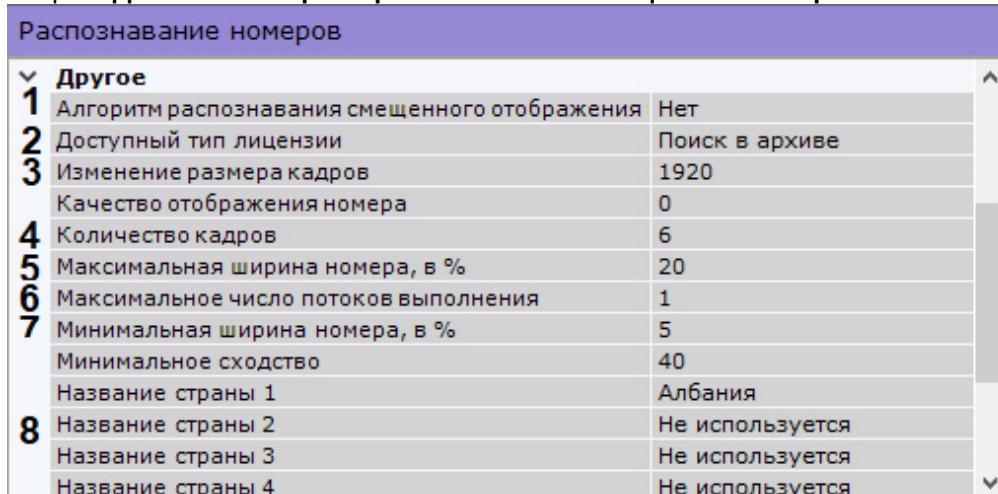 Распознавание номеров
Другое
1 Алгоритм распознавания смещенного отображения Нет
2 Доступный тип лицензии Поиск в архиве
3 Изменение размера кадров 1920
Качество отображения номера 0
4 Количество кадров 6
5 Максимальная ширина номера, в % 20
6 Максимальное число потоков выполнения 1
7 Минимальная ширина номера, в % 5
Минимальное сходство 40
Название страны 1 Албания
8 Название страны 2 Не используется
Название страны 3 Не используется
Название страны 4 Не используется